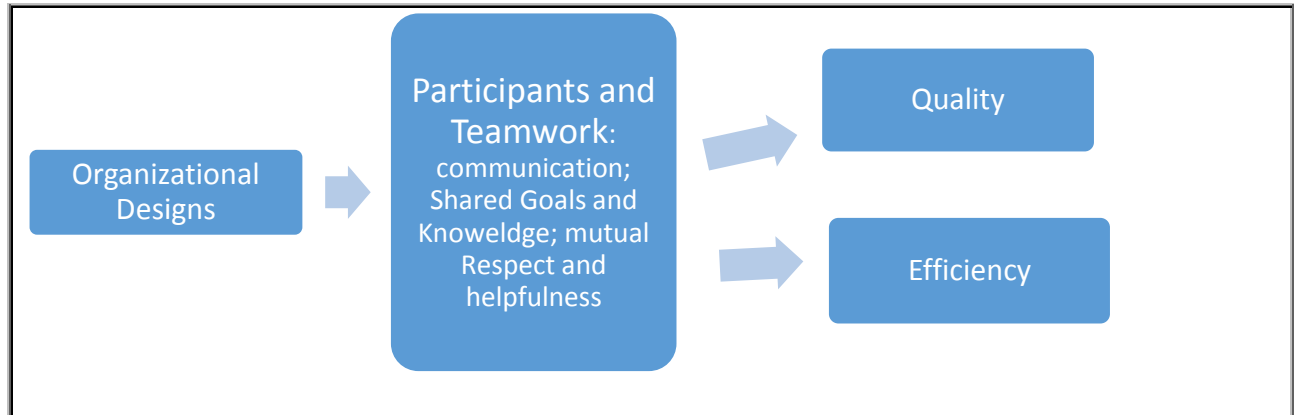 Organizational
Designs
Participants and
Teamwork:
communication;
Shared Goals and
Knoweldge; mutual
Respect and
helpfulness
Quality
Efficiency